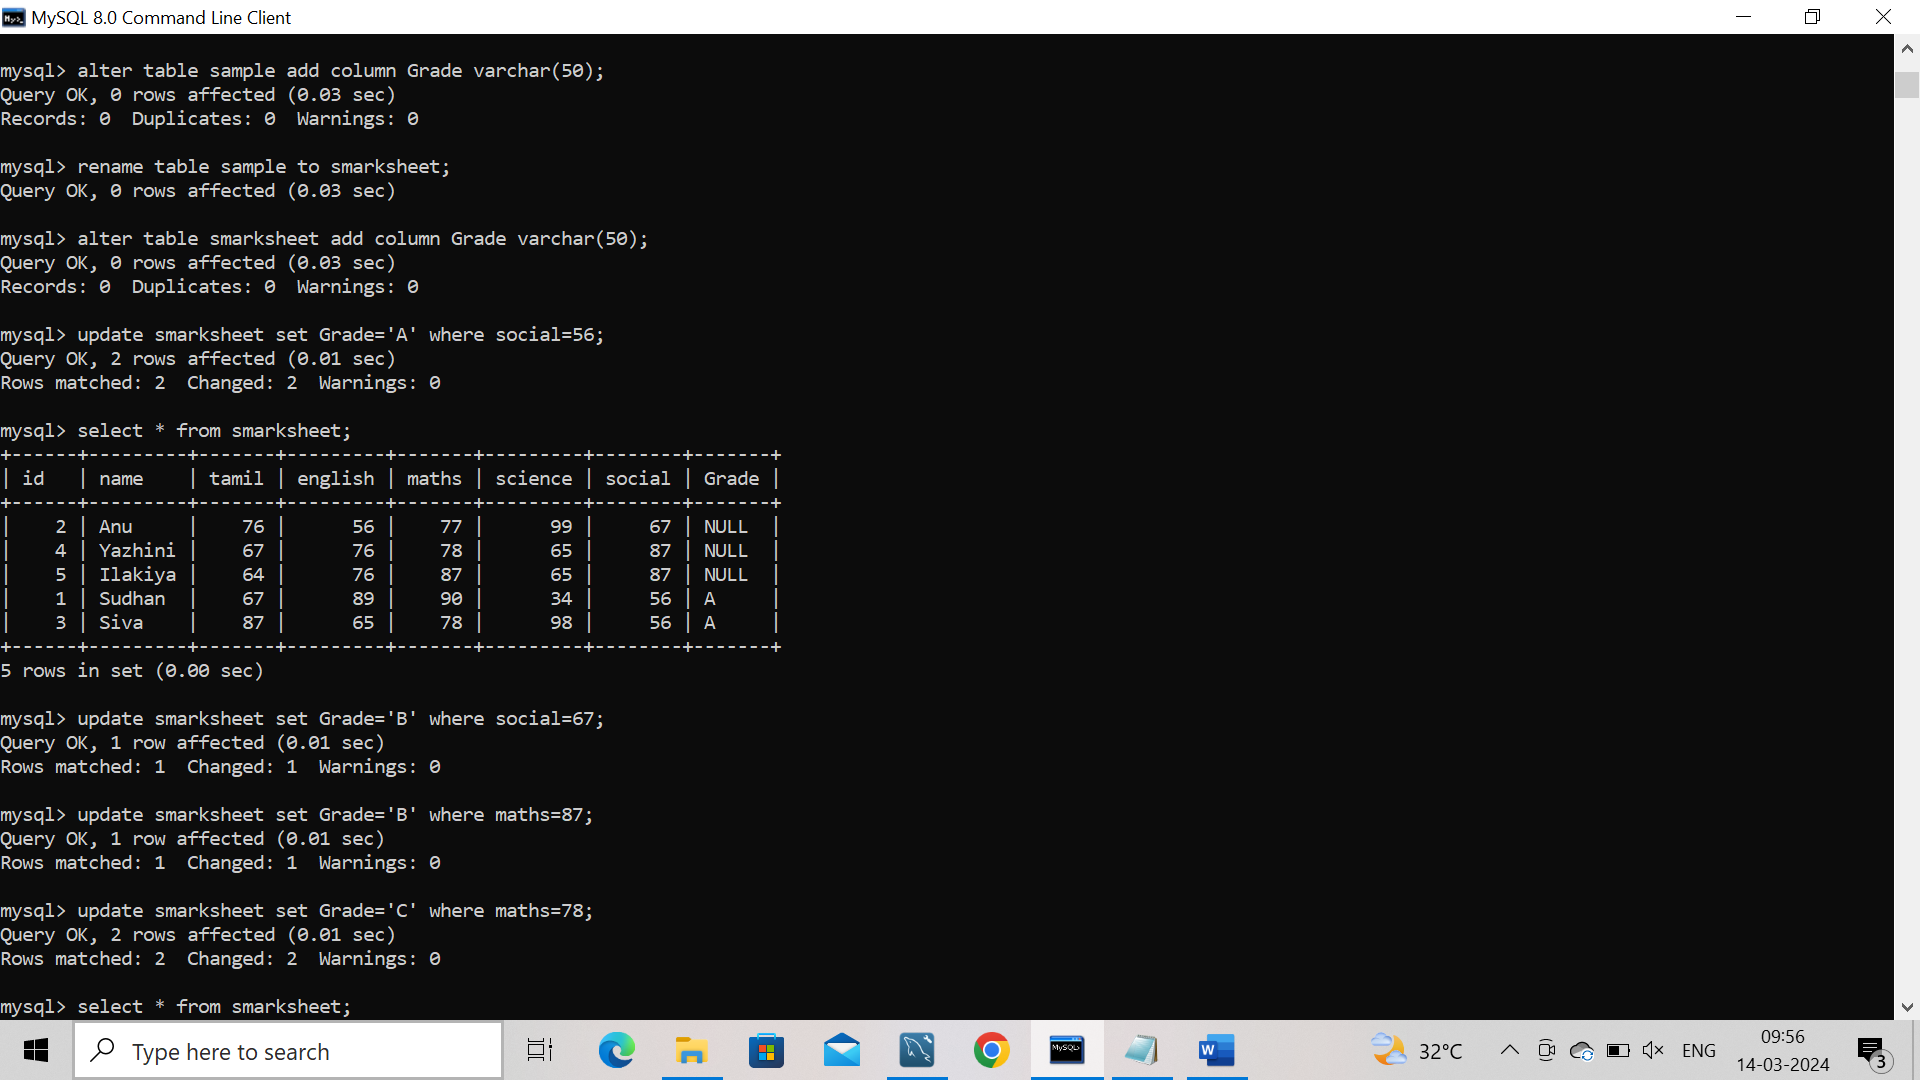 MySQL 8.0 Command Line Client
mysql> alter table sample add column Grade varchar(50);
Query OK, 0 rows affected (0.03 sec)
Records: 0  Duplicates: 0  Warnings: 0
mysql> rename table sample to smarksheet;
Query OK, 0 rows affected (0.03 sec)
mysql> alter table smarksheet add column Grade varchar(50);
Query OK, 0 rows affected (0.03 sec)
Records: 0  Duplicates: 0  Warnings: 0
mysql> update smarksheet set Grade='A' where social=56;
Query OK, 2 rows affected (0.01 sec)
Rows matched: 2  Changed: 2  Warnings: 0
mysql> select * from smarksheet;
+------+---------+-------+---------+-------+---------+--------+-------+
| id   | name    | tamil | english | maths | science | social | Grade |
+------+---------+-------+---------+-------+---------+--------+-------+
|    2 | Anu     |    76 |      56 |    77 |      99 |     67 | NULL  |
|    4 | Yazhini |    67 |      76 |    78 |      65 |     87 | NULL  |
|    5 | Ilakiya |    64 |      76 |    87 |      65 |     87 | NULL  |
|    1 | Sudhan  |    67 |      89 |    90 |      34 |     56 | A     |
|    3 | Siva    |    87 |      65 |    78 |      98 |     56 | A     |
+------+---------+-------+---------+-------+---------+--------+-------+
5 rows in set (0.00 sec)
mysql> update smarksheet set Grade='B' where social=67;
Query OK, 1 row affected (0.01 sec)
Rows matched: 1  Changed: 1  Warnings: 0
mysql> update smarksheet set Grade='B' where maths=87;
Query OK, 1 row affected (0.01 sec)
Rows matched: 1  Changed: 1  Warnings: 0
mysql> update smarksheet set Grade='C' where maths=78;
Query OK, 2 rows affected (0.01 sec)
Rows matched: 2  Changed: 2  Warnings: 0
mysql> select * from smarksheet;
Type here to search
MySQL>
W
32°C
ENG
09:56
14-03-2024
3